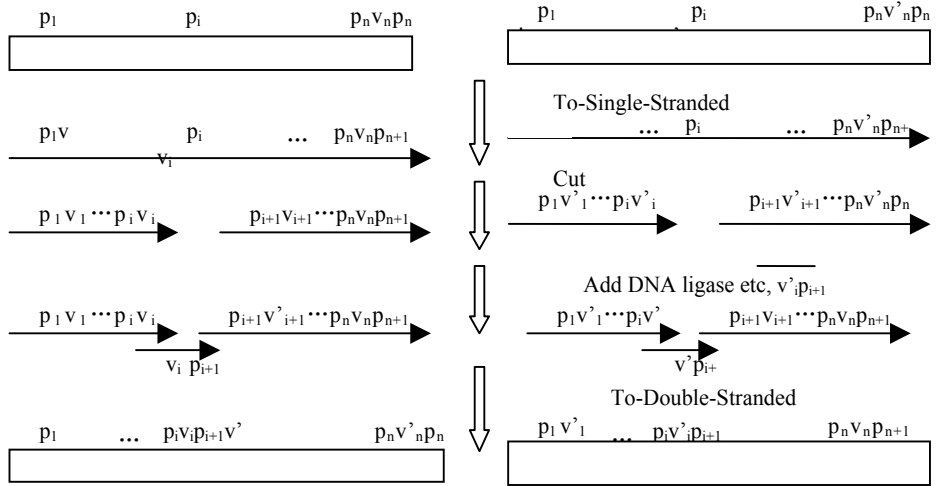 p₁ pᵢ pₙvₙpₙ
p₁ pᵢ pₙv'ₙpₙ
To-Single-Stranded
p₁v pᵢ ... pₙvₙpₙ₊₁
... pᵢ ... pₙv'ₙpₙ₊
vᵢ
Cut
p₁v₁···pᵢvᵢ pᵢ₊₁vᵢ₊₁···pₙvₙpₙ₊₁
p₁v'₁···pᵢv'ᵢ pᵢ₊₁v'ᵢ₊₁···pₙv'ₙpₙ
Add DNA ligase etc, v'ᵢpᵢ₊₁
p₁v₁···pᵢvᵢ pᵢ₊₁v'ᵢ₊₁···pₙvₙpₙ₊₁
p₁v'₁···pᵢv' pᵢ₊₁vᵢ₊₁···pₙvₙpₙ₊₁
vᵢ pᵢ₊₁
v'pᵢ₊
To-Double-Stranded
p₁ ... pᵢvᵢpᵢ₊₁v' pₙv'ₙpₙ
p₁v'₁ ... pᵢv'ᵢpᵢ₊₁ pₙvₙpₙ₊₁